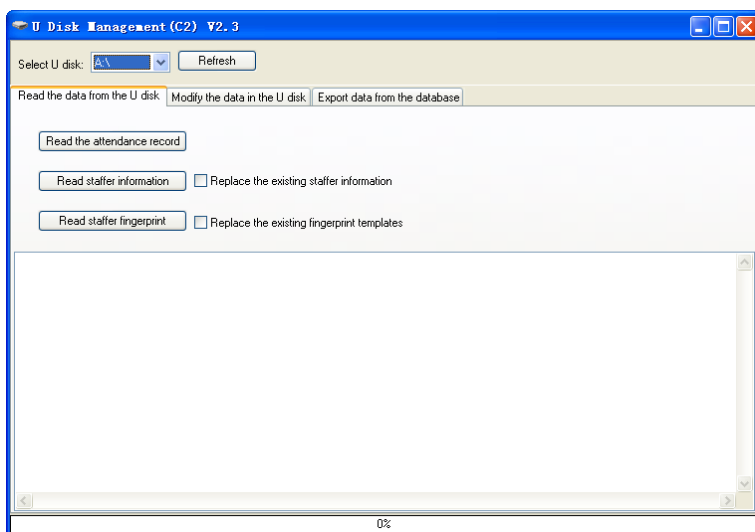 U Disk Management(C2) V2.3
Select U disk: A:\ Refresh
Read the data from the U disk Modify the data in the U disk Export data from the database
Read the attendance record
Read staffer information Replace the existing staffer information
Read staffer fingerprint Replace the existing fingerprint templates
0%